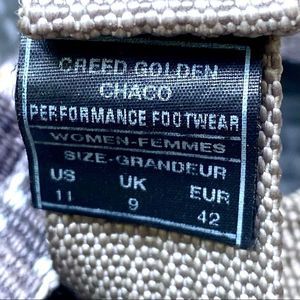 CREED GOLDEN
CHACO
PERFORMANCE FOOTWEAR
WOMEN-FEMMES
SIZE-GRANDEUR
US UK EUR
11 9 42